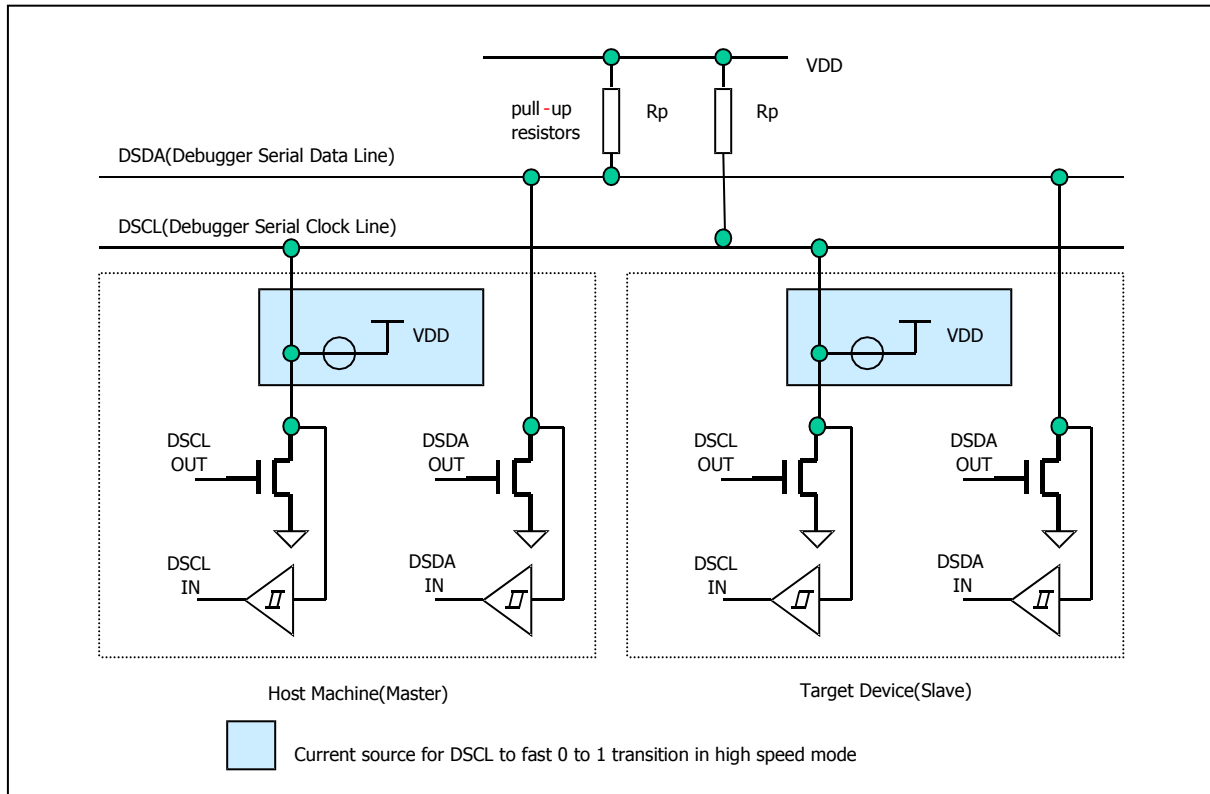 VDD
pull-up
resistors
Rp
Rp
DSDA(Debugger Serial Data Line)
DSCL(Debugger Serial Clock Line)
VDD
VDD
DSCL
OUT
DSDA
OUT
DSCL
OUT
DSDA
OUT
DSCL
IN
DSDA
IN
DSCL
IN
DSDA
IN
Host Machine(Master)
Target Device(Slave)
Current source for DSCL to fast 0 to 1 transition in high speed mode